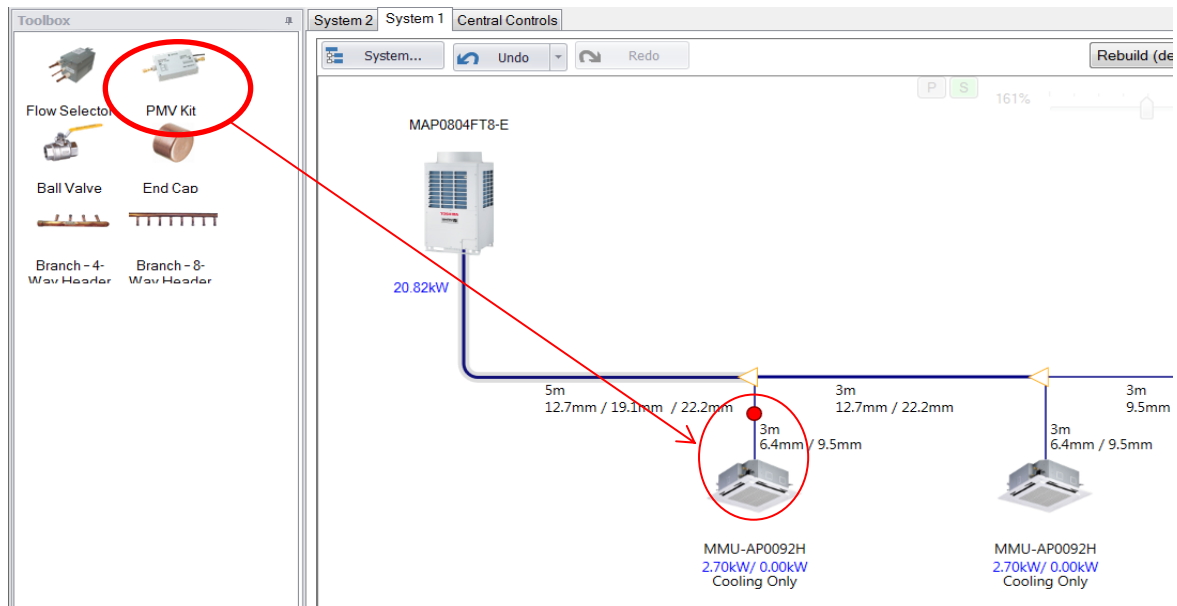 Toolbox
System 2
System 1
Central Controls
System...
Undo
Redo
Rebuild (de
P
S
161%
Flow Selector
PMV Kit
Ball Valve
End Cap
Branch - 4-
Way Header
Branch - 8-
Way Header
MAP0804FT8-E
TOSHIBA
20.82kW
5m
12.7mm / 19.1mm / 22.2mm
3m
12.7mm / 22.2mm
3m
9.5mm
3m
6.4mm / 9.5mm
3m
6.4mm / 9.5mm
MMU-AP0092H
2.70kW/ 0.00kW
Cooling Only
MMU-AP0092H
2.70kW/ 0.00kW
Cooling Only